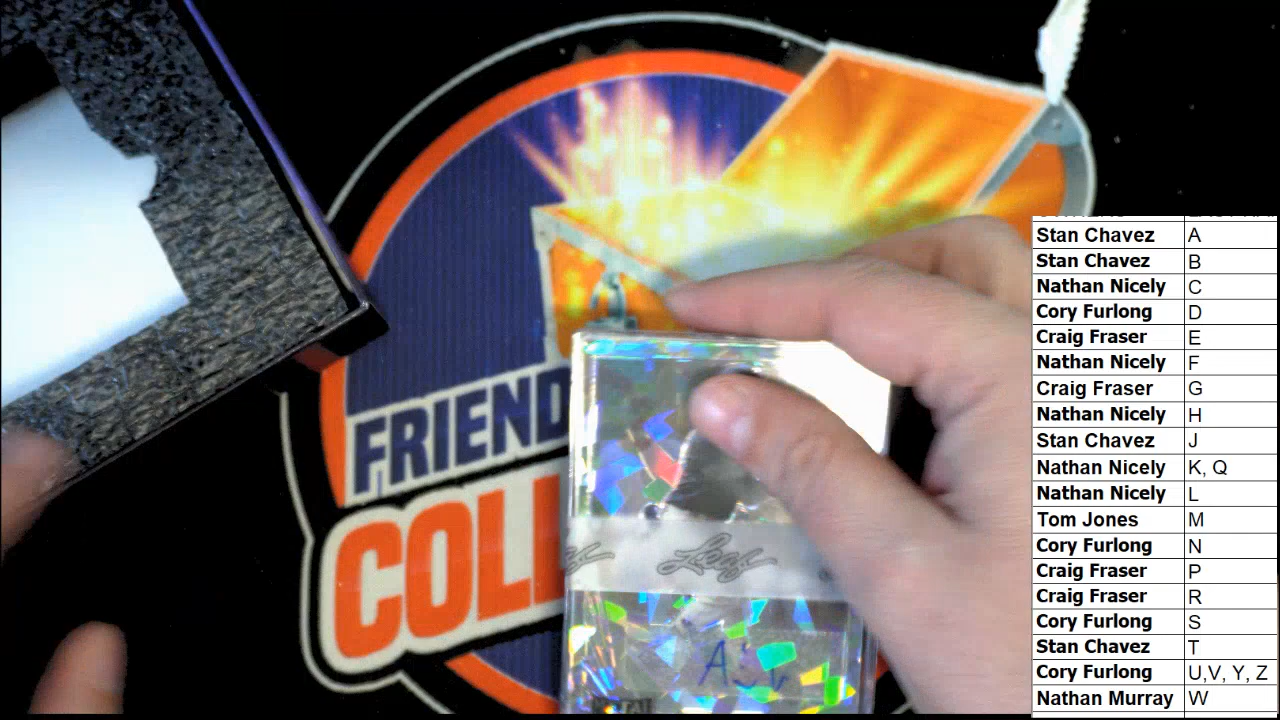 FRIEND
COLL
Leaf
Stan Chavez A
Stan Chavez B
Nathan Nicely C
Cory Furlong D
Craig Fraser E
Nathan Nicely F
Craig Fraser G
Nathan Nicely H
Stan Chavez J
Nathan Nicely K, Q
Nathan Nicely L
Tom Jones M
Cory Furlong N
Craig Fraser P
Craig Fraser R
Cory Furlong S
Stan Chavez T
Cory Furlong U,V, Y, Z
Nathan Murray W